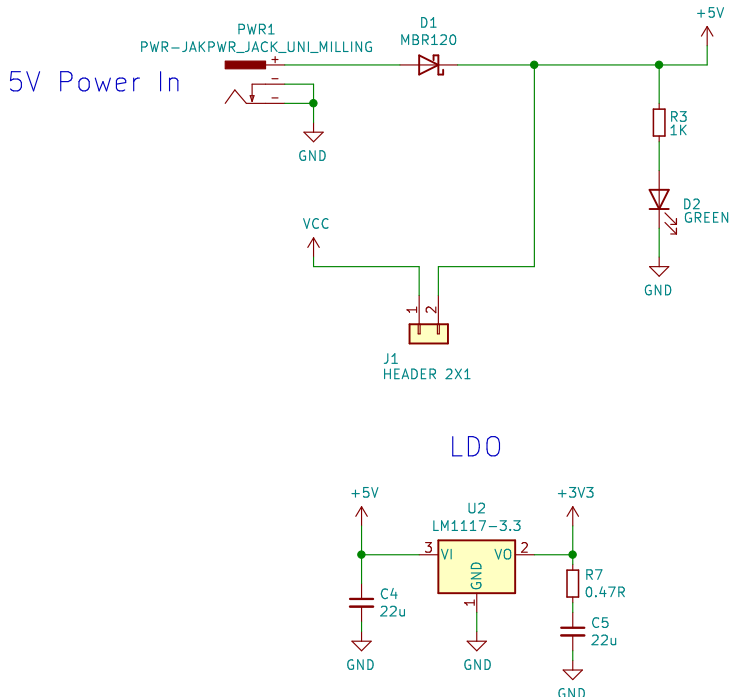 +5V
D1
MBR120
PWR1
PWR-JAKPWR_JACK_UNI_MILLING
+
5V Power In
-
-
R3
1K
GND
D2
GREEN
VCC
GND
1
2
J1
HEADER 2X1
LDO
+5V
+3V3
U2
LM1117-3.3
3
VI
VO
2
GND
1
R7
0.47R
C4
22u
C5
22u
GND
GND
GND